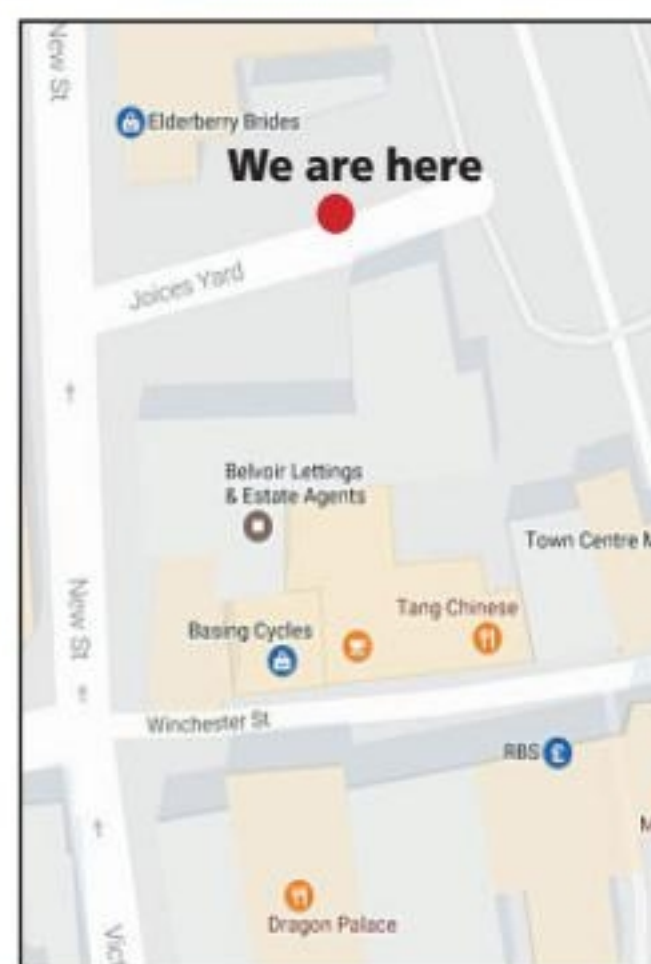 New St
Elderberry Brides
We are here
Joices Yard
Belvoir Lettings
& Estate Agents
Town Centre M
Tang Chinese
New St
Basing Cycles
Winchester St
RBS
£
M
Dragon Palace
Vict